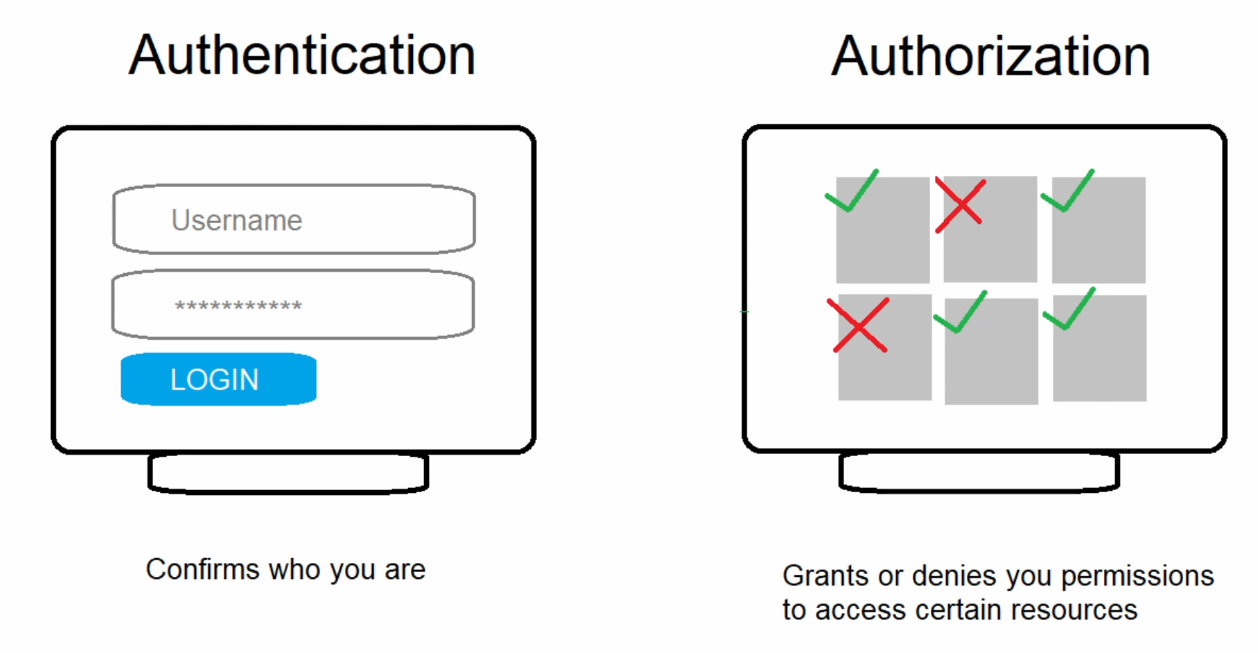 Authentication
Authorization
Username
***********
LOGIN
Confirms who you are
Grants or denies you permissions
to access certain resources